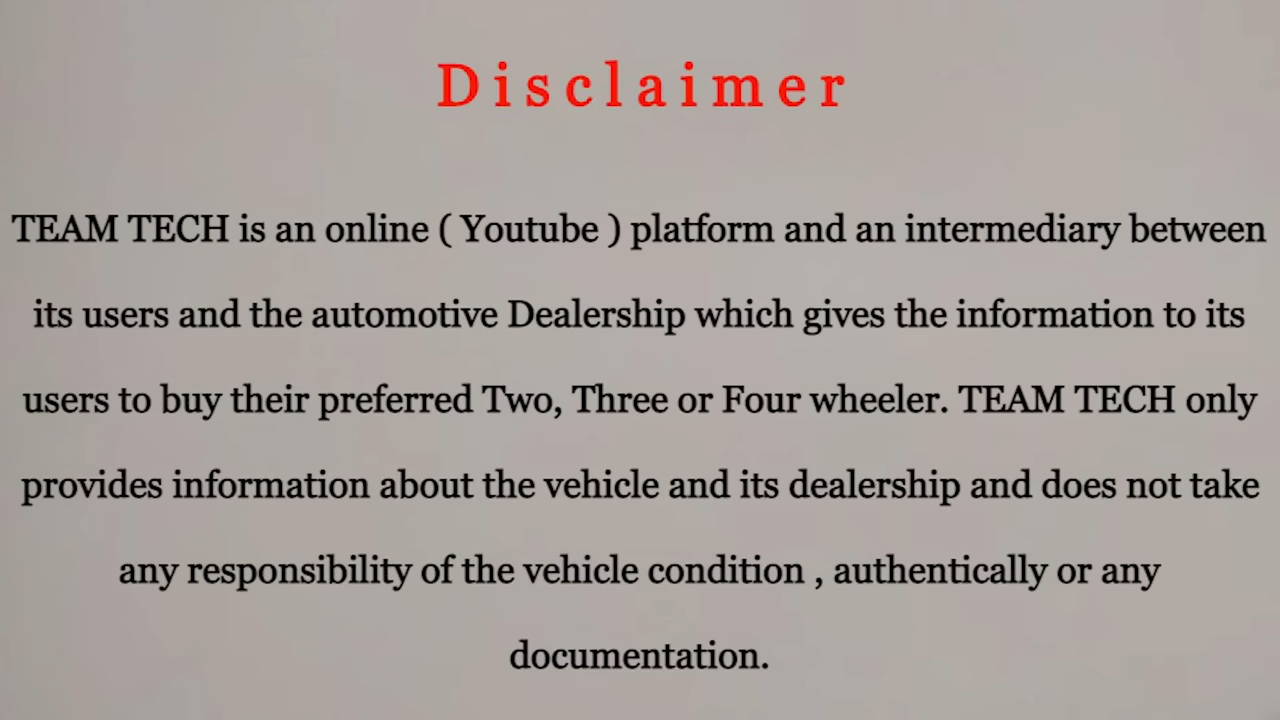 Disclaimer
TEAM TECH is an online ( Youtube ) platform and an intermediary between
its users and the automotive Dealership which gives the information to its
users to buy their preferred Two, Three or Four wheeler. TEAM TECH only
provides information about the vehicle and its dealership and does not take
any responsibility of the vehicle condition , authentically or any
documentation.